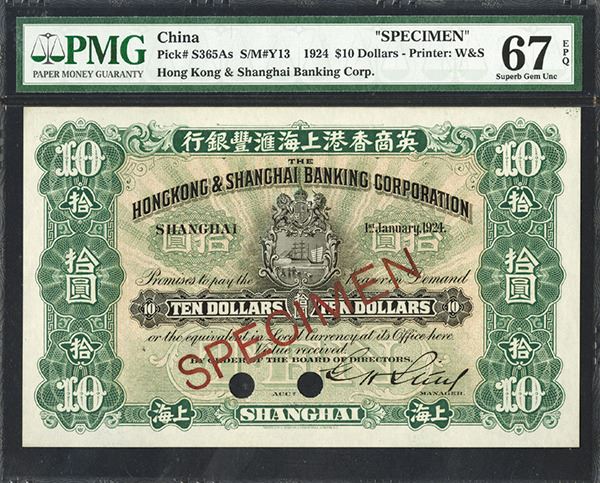 PMG
PAPER MONEY GUARANTY
China "SPECIMEN"
Pick# S365As S/M#Y13 1924 $10 Dollars - Printer: W&S
Hong Kong & Shanghai Banking Corp.
67 EPQ
Superb Gem Unc
行銀豐滙海上港香商英
10 10
THE
HONGKONG & SHANGHAI BANKING CORPORATION
拾 拾
SHANGHAI 1st January, 1924.
圓拾 圓拾
拾圓 拾圓
Promises to pay the Bearer on Demand
10 TEN DOLLARS TEN DOLLARS 10
or the equivalent in Local Currency at its Office here
Value received.
拾 拾
BY ORDER OF THE BOARD OF DIRECTORS.
SPECIMEN
10 10
ACCT MANAGER.
海上 SHANGHAI 海上